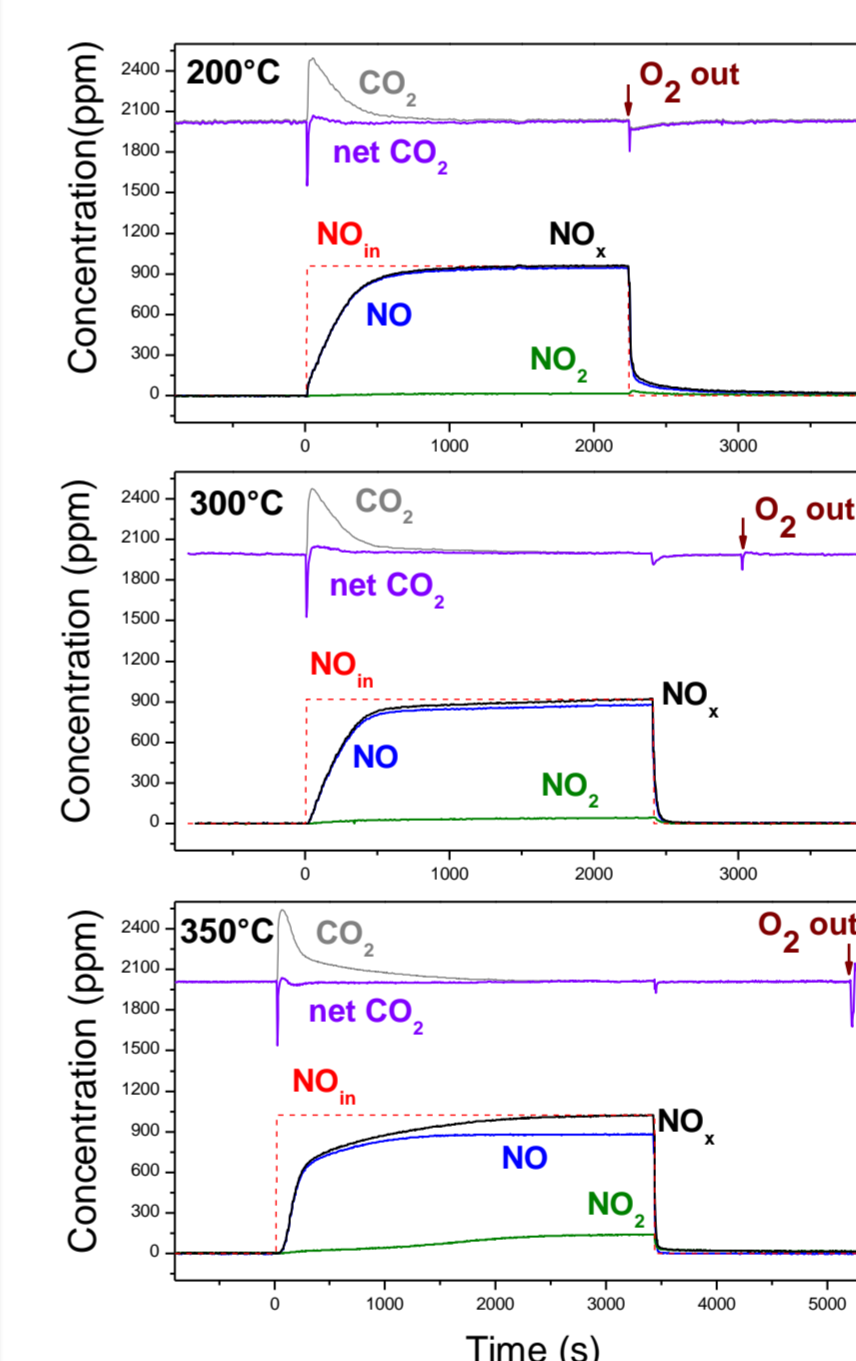 200°C
CO2
O2 out
net CO2
NOin
NOx
NO
NO2
Concentration(ppm)
2400
2100
1800
1500
1200
900
600
300
0
0 1000 2000 3000
300°C
CO2
O2 out
net CO2
NOin
NOx
NO
NO2
Concentration (ppm)
2400
2100
1800
1500
1200
900
600
300
0
0 1000 2000 3000
350°C
CO2
O2 out
net CO2
NOin
NOx
NO
NO2
Concentration (ppm)
2400
2100
1800
1500
1200
900
600
300
0
0 1000 2000 3000 4000 5000
Time (s)